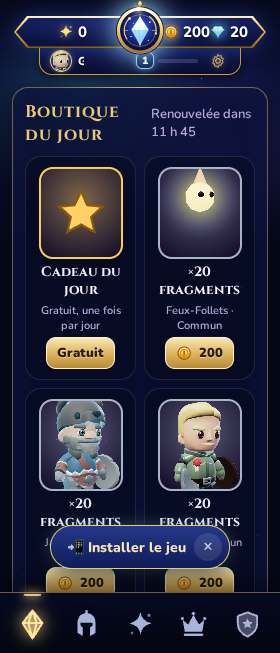 0
200
20
1
BOUTIQUE
DU JOUR
Renouvelée dans
11 h 45
CADEAU DU
JOUR
Gratuit, une fois
par jour
Gratuit
×20
FRAGMENTS
Feux-Follets ·
Commun
200
×20
FRAGMENTS
200
×20
FRAGMENTS
200
📲 Installer le jeu ×